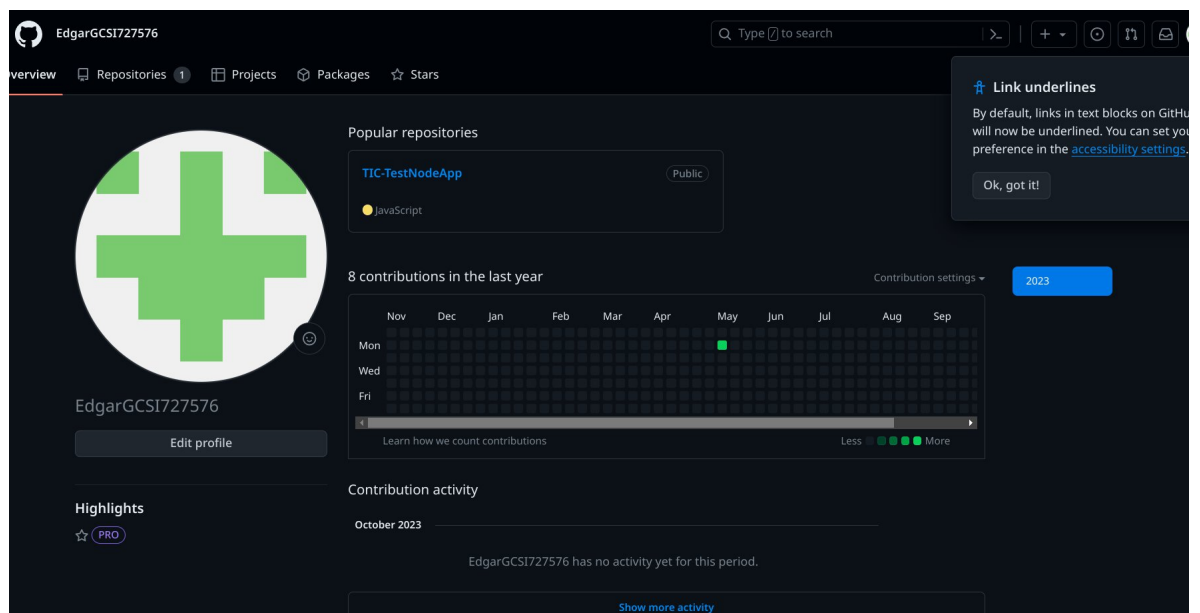 EdgarGCSI727576
Type / to search
verview
Repositories 1
Projects
Packages
Stars
Link underlines
By default, links in text blocks on GitHu
will now be underlined. You can set you
preference in the accessibility settings.
Ok, got it!
Popular repositories
TIC-TestNodeApp
Public
JavaScript
8 contributions in the last year
Contribution settings
2023
Nov Dec Jan Feb Mar Apr May Jun Jul Aug Sep
Mon
Wed
Fri
Learn how we count contributions
Less More
EdgarGCSI727576
Edit profile
Highlights
PRO
Contribution activity
October 2023
EdgarGCSI727576 has no activity yet for this period.
Show more activity